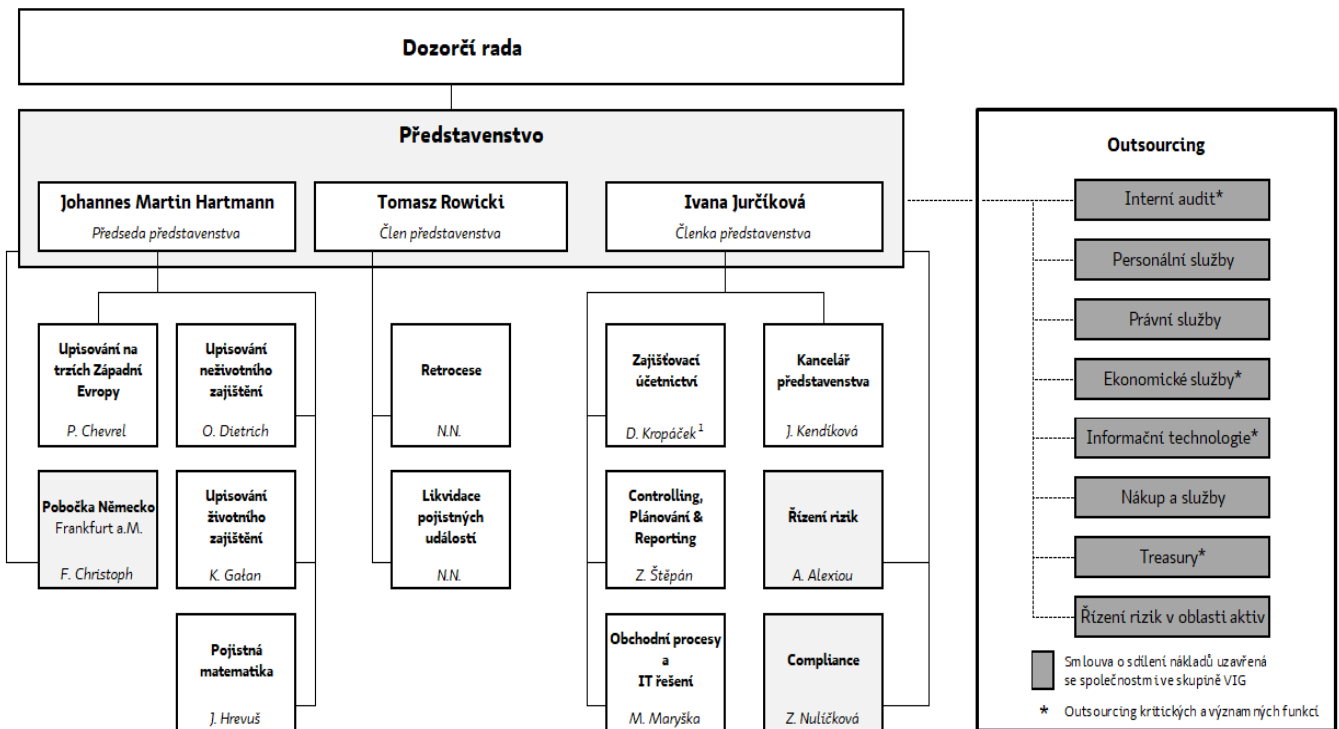 Dozorčí rada
Představenstvo
Johannes Martin Hartmann
Předseda představenstva
Tomasz Rowicki
Člen představenstva
Ivana Jurčíková
Členka představenstva
Upisování na
trzích Západní
Evropy
P. Chevrel
Upisování
neživotního
zajištění
O. Dietrich
Retrocese
N.N.
Zajišťovací
účetnictví
D. Kropáček ¹
Kancelář
představenstva
J. Kendíková
Pobočka Německo
Frankfurt a.M.
F. Christoph
Upisování
životního
zajištění
K. Gałan
Likvidace
pojistných
událostí
N.N.
Controlling,
Plánování &
Reporting
Z. Štěpán
Řízení rizik
A. Alexiou
Pojistná
matematika
J. Hrevuš
Obchodní procesy
a
IT řešení
M. Maryška
Compliance
Z. Nulíčková
Outsourcing
Interní audit*
Personální služby
Právní služby
Ekonomické služby*
Informační technologie*
Nákup a služby
Treasury*
Řízení rizik v oblasti aktiv
Smlouva o sdílení nákladů uzavřená
se společnostmi ve skupině VIG
* Outsourcing kritických a významných funkcí